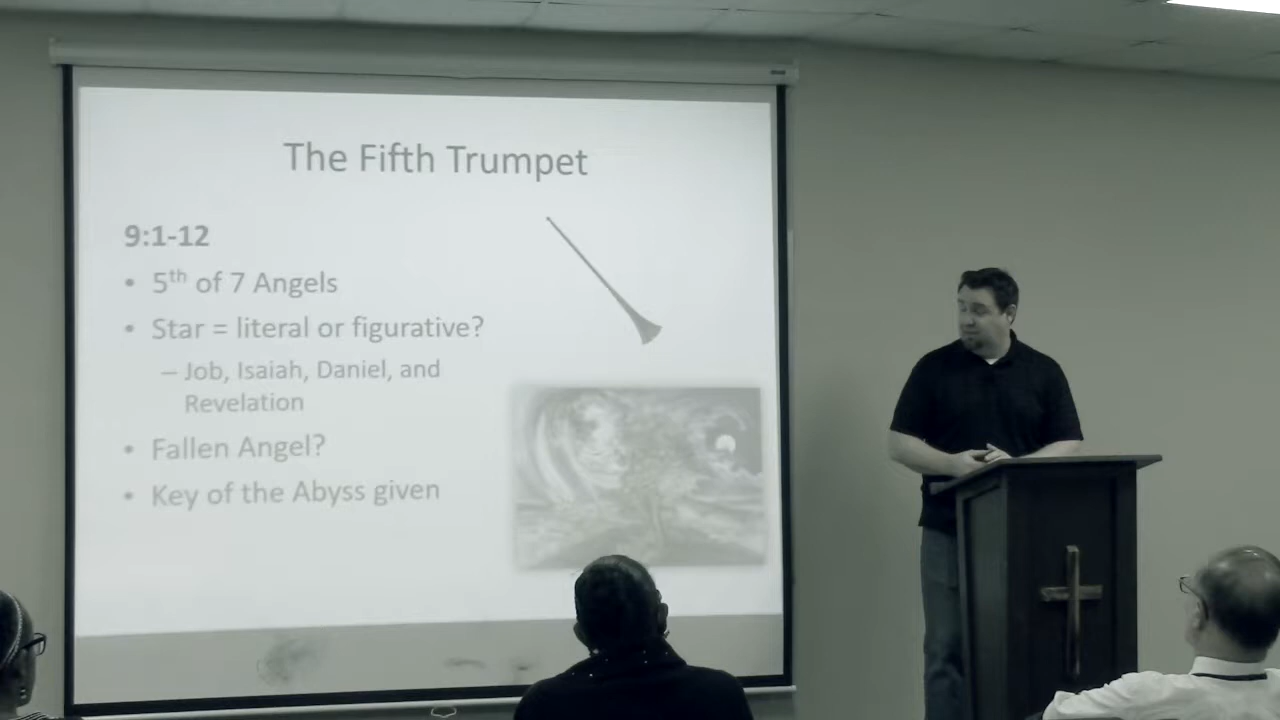 The Fifth Trumpet
9:1-12
• 5th of 7 Angels
• Star = literal or figurative?
– Job, Isaiah, Daniel, and
Revelation
• Fallen Angel?
• Key of the Abyss given